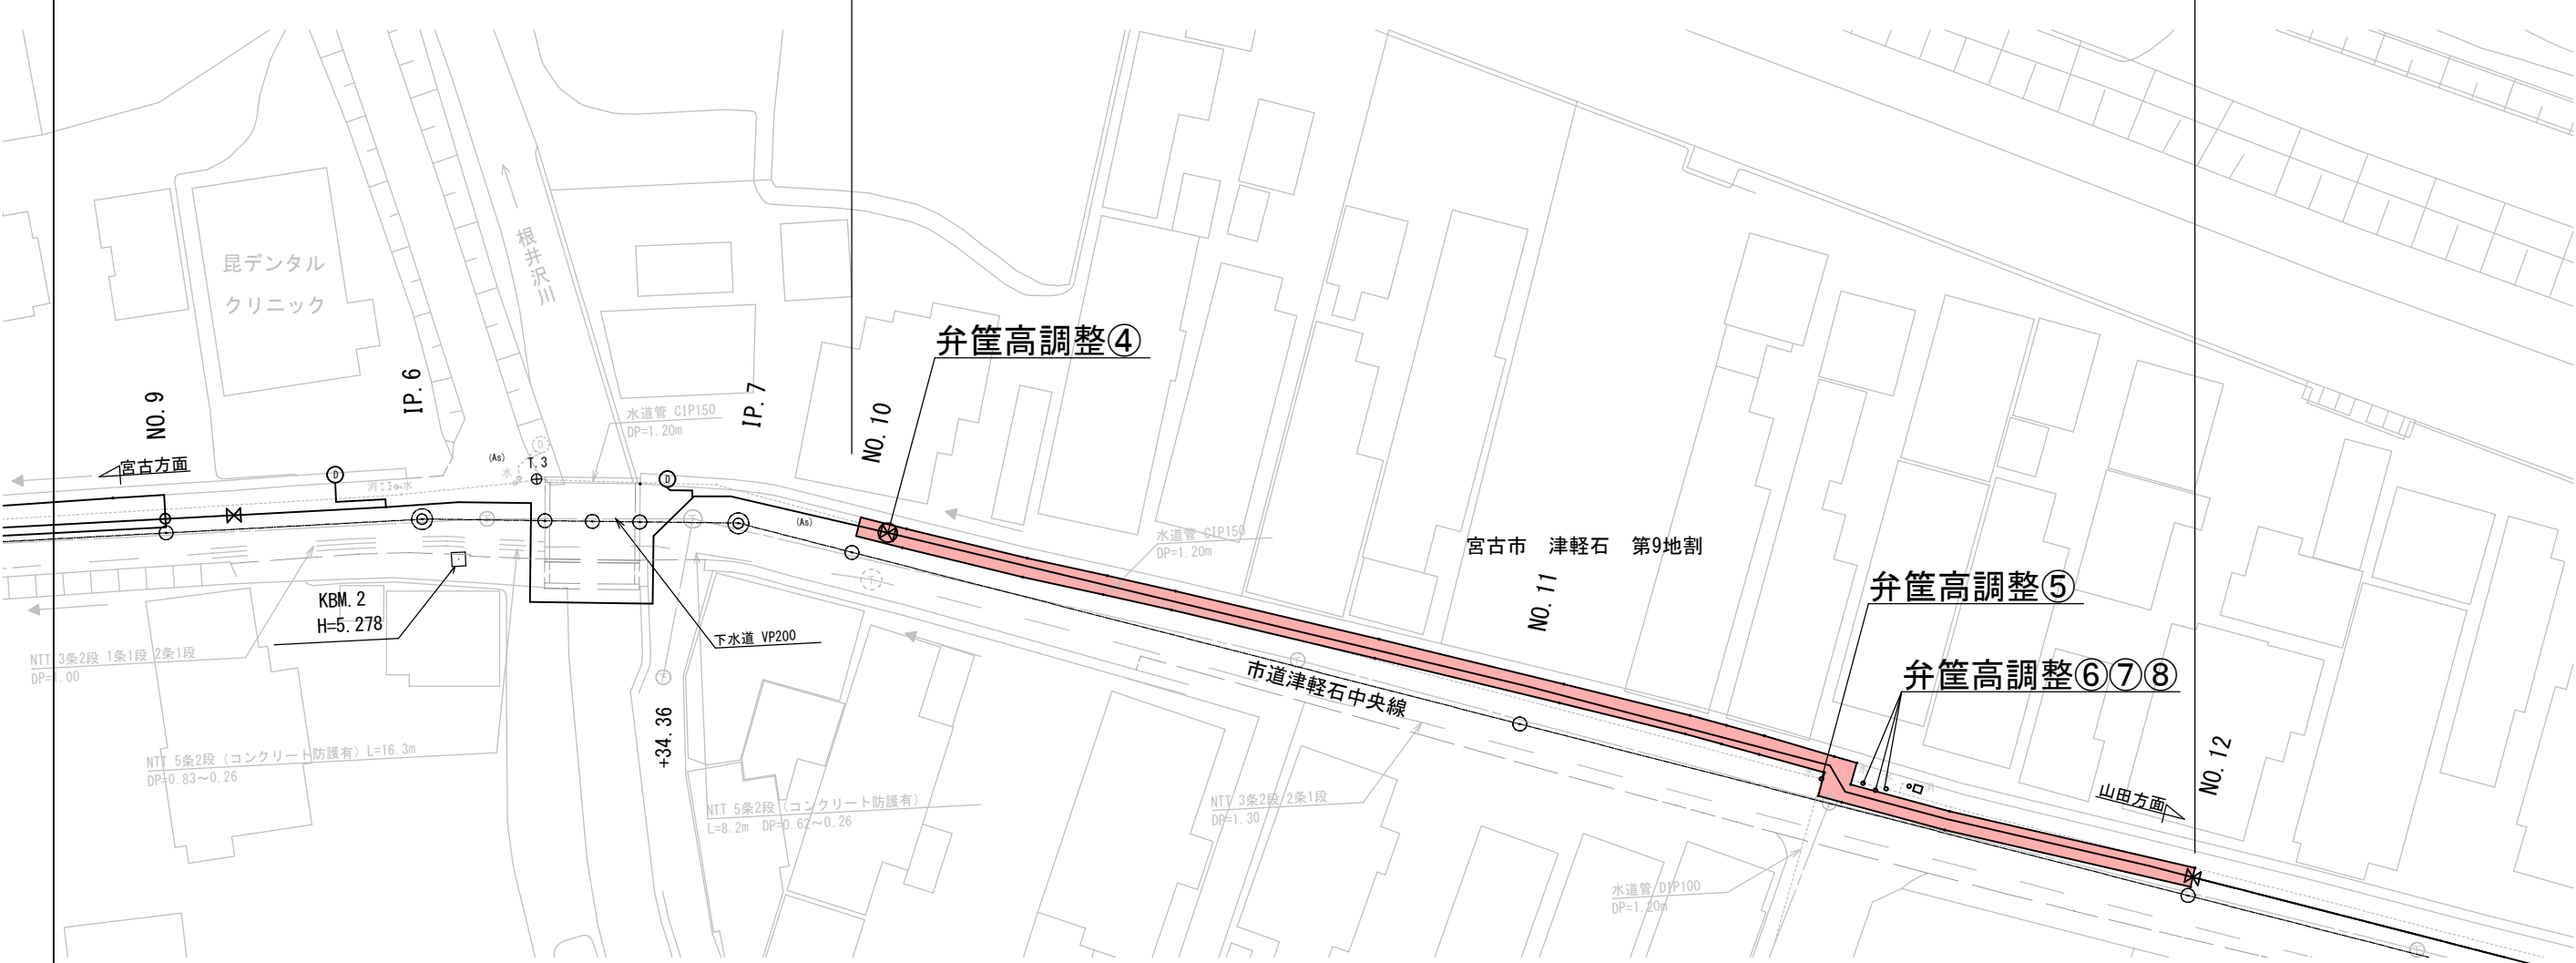 昆デンタル
クリニック
根井沢川
NO.9
IP.6
IP.7
NO.10
弁筐高調整④
水道管 CIP150
DP=1.20m
宮古方面
(As)
T.3
D
D
D
消
水
水
(As)
水道管 CIP150
DP=1.20m
宮古市 津軽石 第9地割
NO.11
弁筐高調整⑤
弁筐高調整⑥⑦⑧
KBM.2
H=5.278
下水道 VP200
NTT 3条2段 1条1段 2条1段
DP=1.00
市道津軽石中央線
+34.36
NTT 5条2段 (コンクリート防護有) L=16.3m
DP=0.83～0.26
NTT 5条2段 (コンクリート防護有)
L=8.2m DP=0.62～0.26
NTT 3条2段 2条1段
DP=1.30
山田方面
NO.12
水道管 DIP100
DP=1.20m